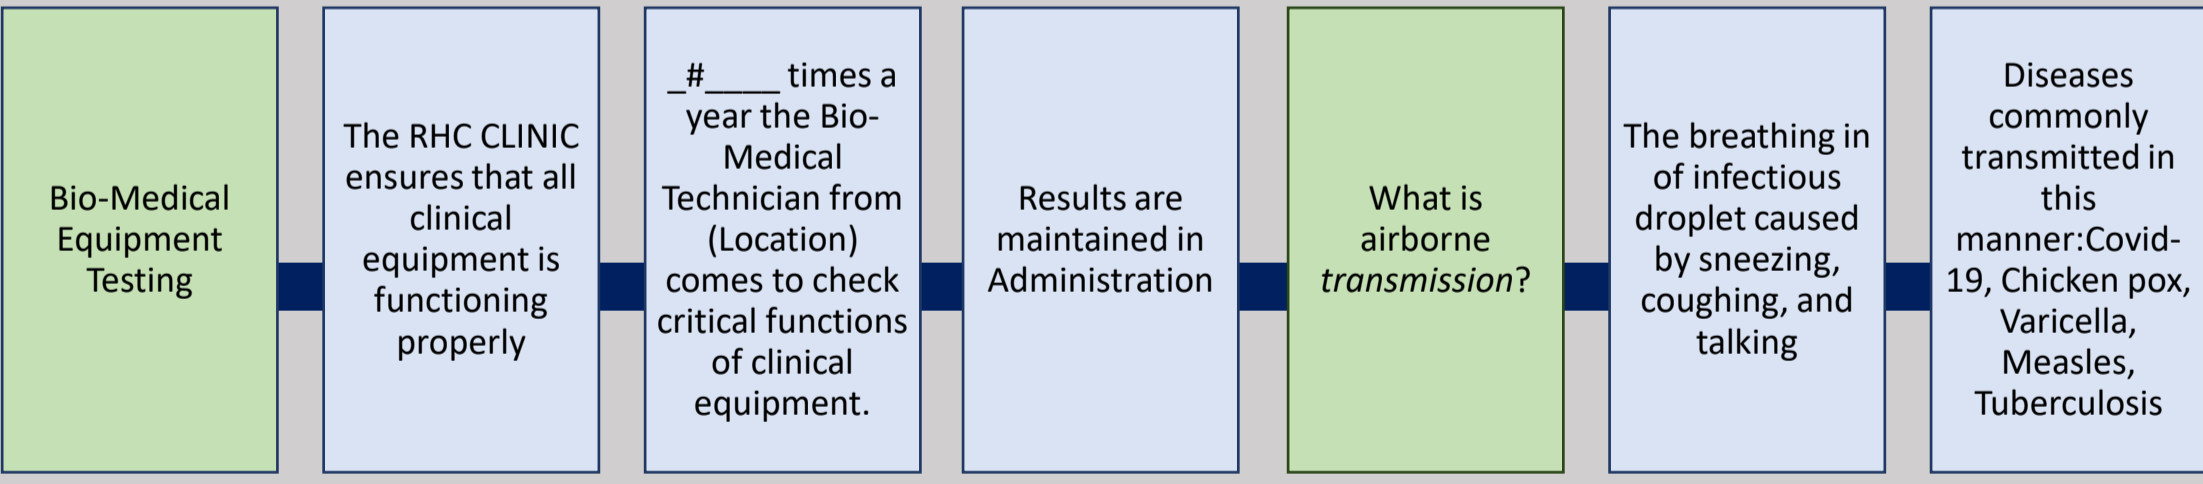 Bio-Medical
Equipment
Testing
The RHC CLINIC
ensures that all
clinical
equipment is
functioning
properly
_#____ times a
year the Bio-
Medical
Technician from
(Location)
comes to check
critical functions
of clinical
equipment.
Results are
maintained in
Administration
What is
airborne
transmission?
The breathing in
of infectious
droplet caused
by sneezing,
coughing, and
talking
Diseases
commonly
transmitted in
this
manner:Covid-
19, Chicken pox,
Varicella,
Measles,
Tuberculosis